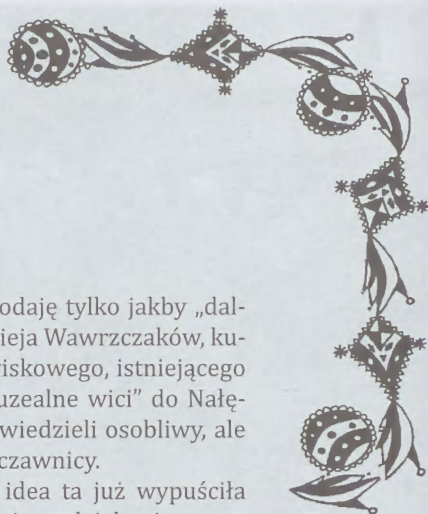 odaję tylko jakby „dal-
ieja Wawrzczaków, ku-
iskowego, istniejącego
uzealne wici” do Nałę-
wiedzieli osobliwy, ale
czawnicy.
idea ta już wypuściła